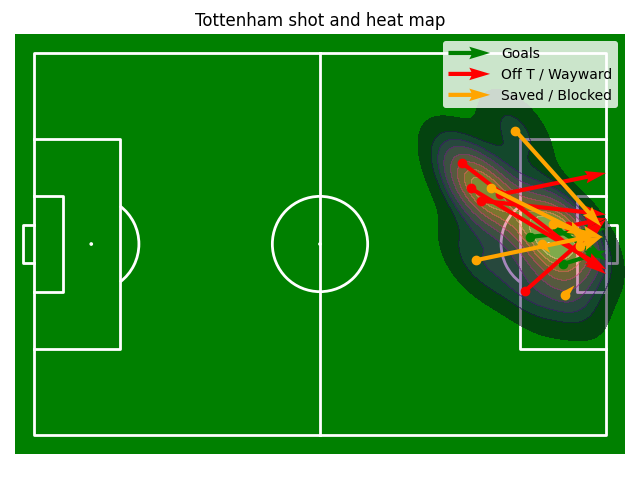 Tottenham shot and heat map
Goals
Off T / Wayward
Saved / Blocked